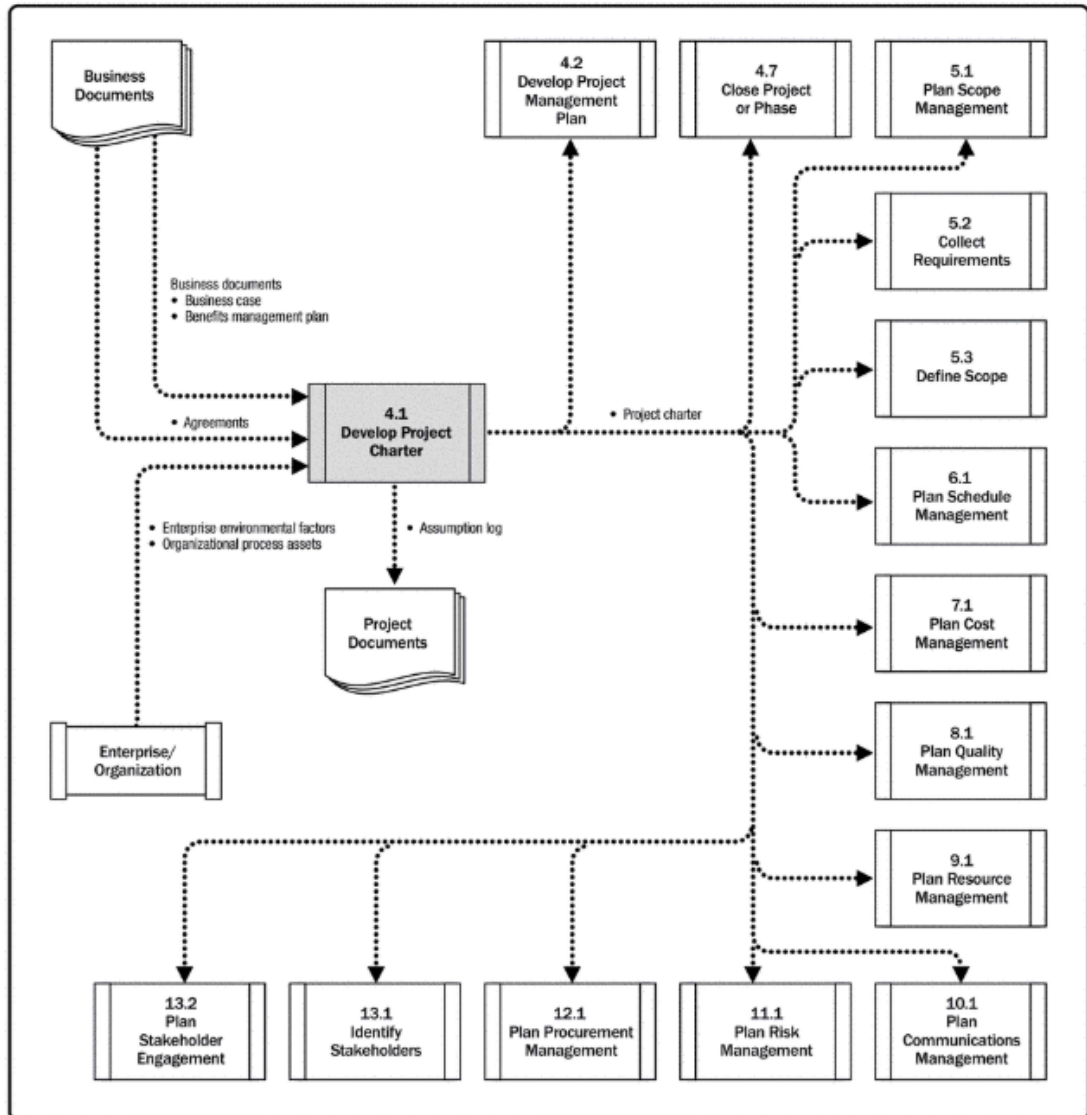 Business
Documents
4.2
Develop Project
Management
Plan
4.7
Close Project
or Phase
5.1
Plan Scope
Management
5.2
Collect
Requirements
Business documents
• Business case
• Benefits management plan
5.3
Define Scope
4.1
Develop Project
Charter
• Project charter
• Agreements
6.1
Plan Schedule
Management
• Enterprise environmental factors
• Organizational process assets
• Assumption log
Project
Documents
7.1
Plan Cost
Management
Enterprise/
Organization
8.1
Plan Quality
Management
9.1
Plan Resource
Management
13.2
Plan
Stakeholder
Engagement
13.1
Identify
Stakeholders
12.1
Plan Procurement
Management
11.1
Plan Risk
Management
10.1
Plan
Communications
Management